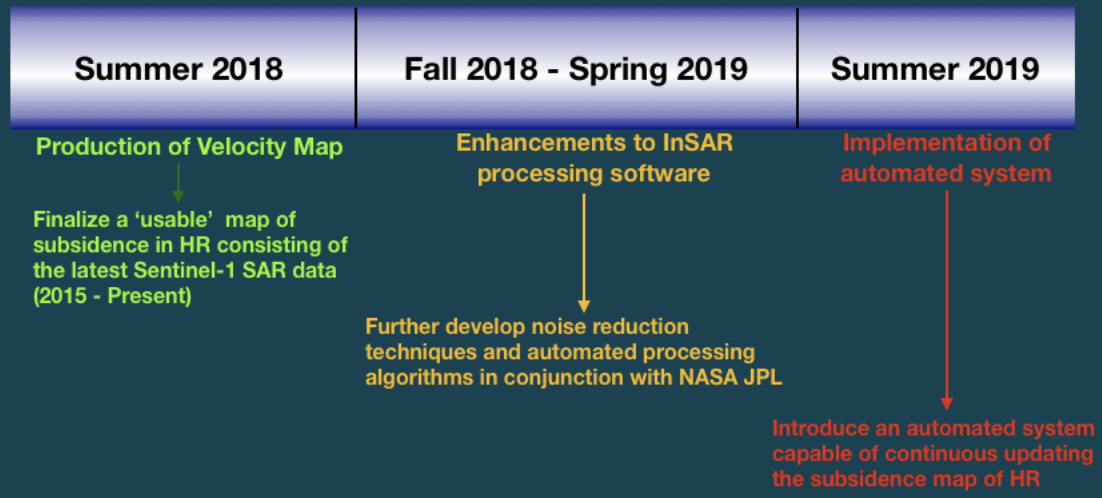 Summer 2018
Fall 2018 - Spring 2019
Summer 2019
Production of Velocity Map
Finalize a ‘usable’ map of
subsidence in HR consisting of
the latest Sentinel-1 SAR data
(2015 - Present)
Enhancements to InSAR
processing software
Further develop noise reduction
techniques and automated processing
algorithms in conjunction with NASA JPL
Implementation of
automated system
Introduce an automated system
capable of continuous updating
the subsidence map of HR